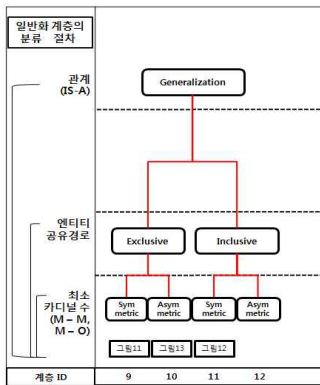 일반화 계층의
분류 절차
관계
(IS-A)
Generalization
엔티티
공유경로
Exclusive
Inclusive
최소
카디널 수
(M – M,
M – O)
Sym
metric
Asym
metric
Sym
metric
Asym
metric
그림11
그림13
그림12
계층 ID
9
10
11
12